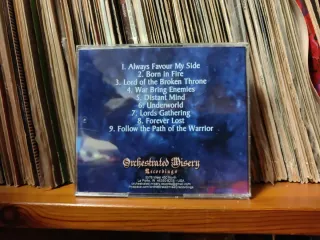 1. Always Favour My Side
2. Born in Fire
3. Lord of the Broken Throne
4. War Bring Enemies
5. Distant Mind
6. Underworld
7. Lords Gathering
8. Forever Lost
9. Follow the Path of the Warrior
Orchestrated Misery
Recordings